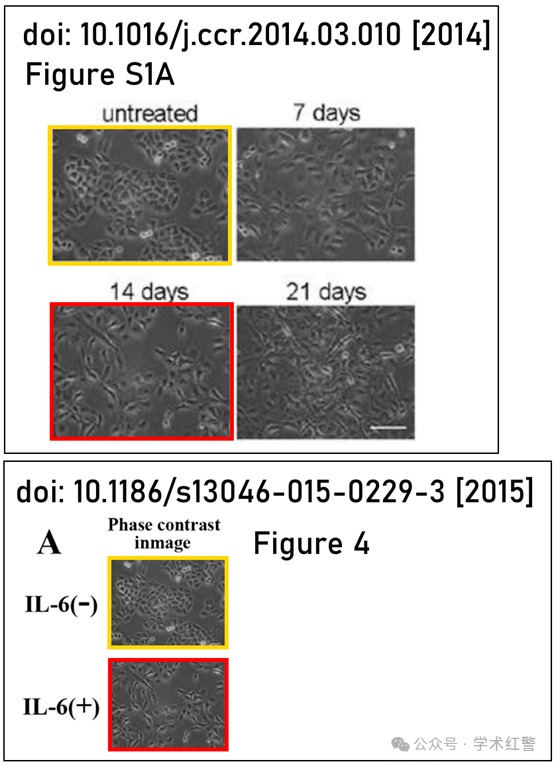 doi: 10.1016/j.ccr.2014.03.010 [2014]
Figure S1A
untreated
7 days
14 days
21 days
doi: 10.1186/s13046-015-0229-3 [2015]
A
Phase contrast
inmage
Figure 4
IL-6(-)
IL-6(+)
公众号 · 学术红警